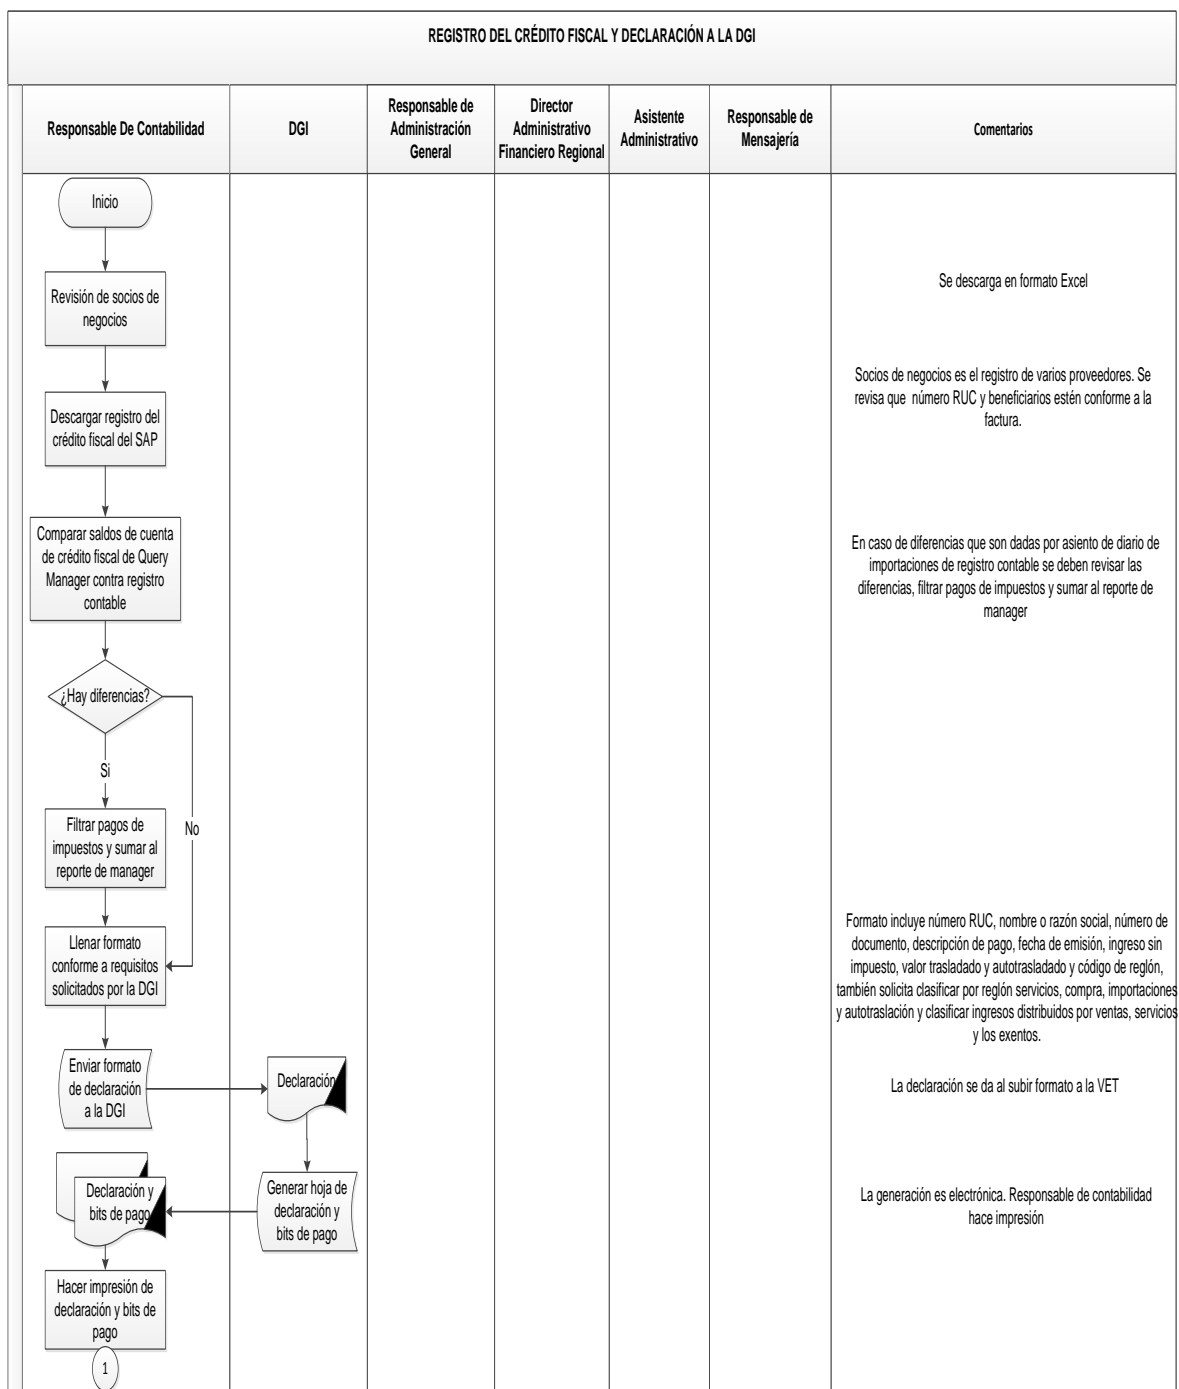 REGISTRO DEL CRÉDITO FISCAL Y DECLARACIÓN A LA DGI
Responsable De Contabilidad
DGI
Responsable de
Administración
General
Director
Administrativo
Financiero Regional
Asistente
Administrativo
Responsable de
Mensajería
Comentarios
Inicio
Revisión de socios de
negocios
Se descarga en formato Excel
Descargar registro del
crédito fiscal del SAP
Socios de negocios es el registro de varios proveedores. Se
revisa que número RUC y beneficiarios estén conforme a la
factura.
Comparar saldos de cuenta
de crédito fiscal de Query
Manager contra registro
contable
En caso de diferencias que son dadas por asiento de diario de
importaciones de registro contable se deben revisar las
diferencias, filtrar pagos de impuestos y sumar al reporte de
manager
¿Hay diferencias?
Si
No
Filtrar pagos de
impuestos y sumar al
reporte de manager
Llenar formato
conforme a requisitos
solicitados por la DGI
Formato incluye número RUC, nombre o razón social, número de
documento, descripción de pago, fecha de emisión, ingreso sin
impuesto, valor trasladado y autotrasladado y código de reglón,
también solicita clasificar por reglón servicios, compra, importaciones
y autotraslación y clasificar ingresos distribuidos por ventas, servicios
y los exentos.
Enviar formato
de declaración
a la DGI
Declaración
La declaración se da al subir formato a la VET
Declaración y
bits de pago
Generar hoja de
declaración y
bits de pago
La generación es electrónica. Responsable de contabilidad
hace impresión
Hacer impresión de
declaración y bits de
pago
1